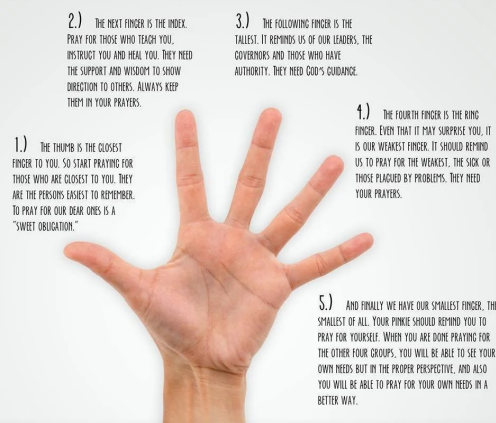 1.) The thumb is the closest
finger to you. So start praying for
those who are closest to you. They
are the persons easiest to remember.
To pray for our dear ones is a
"sweet obligation."
2.) The next finger is the index.
Pray for those who teach you,
instruct you and heal you. They need
the support and wisdom to show
direction to others. Always keep
them in your prayers.
3.) The following finger is the
tallest. It reminds us of our leaders, the
governors and those who have
authority. They need God's guidance.
4.) The fourth finger is the ring
finger. Even that it may surprise you, it
is our weakest finger. It should remind
us to pray for the weakest, the sick or
those plagued by problems. They need
your prayers.
5.) And finally we have our smallest finger, the
smallest of all. Your pinkie should remind you to
pray for yourself. When you are done praying for
the other four groups, you will be able to see your
own needs but in the proper perspective, and also
you will be able to pray for your own needs in a
better way.